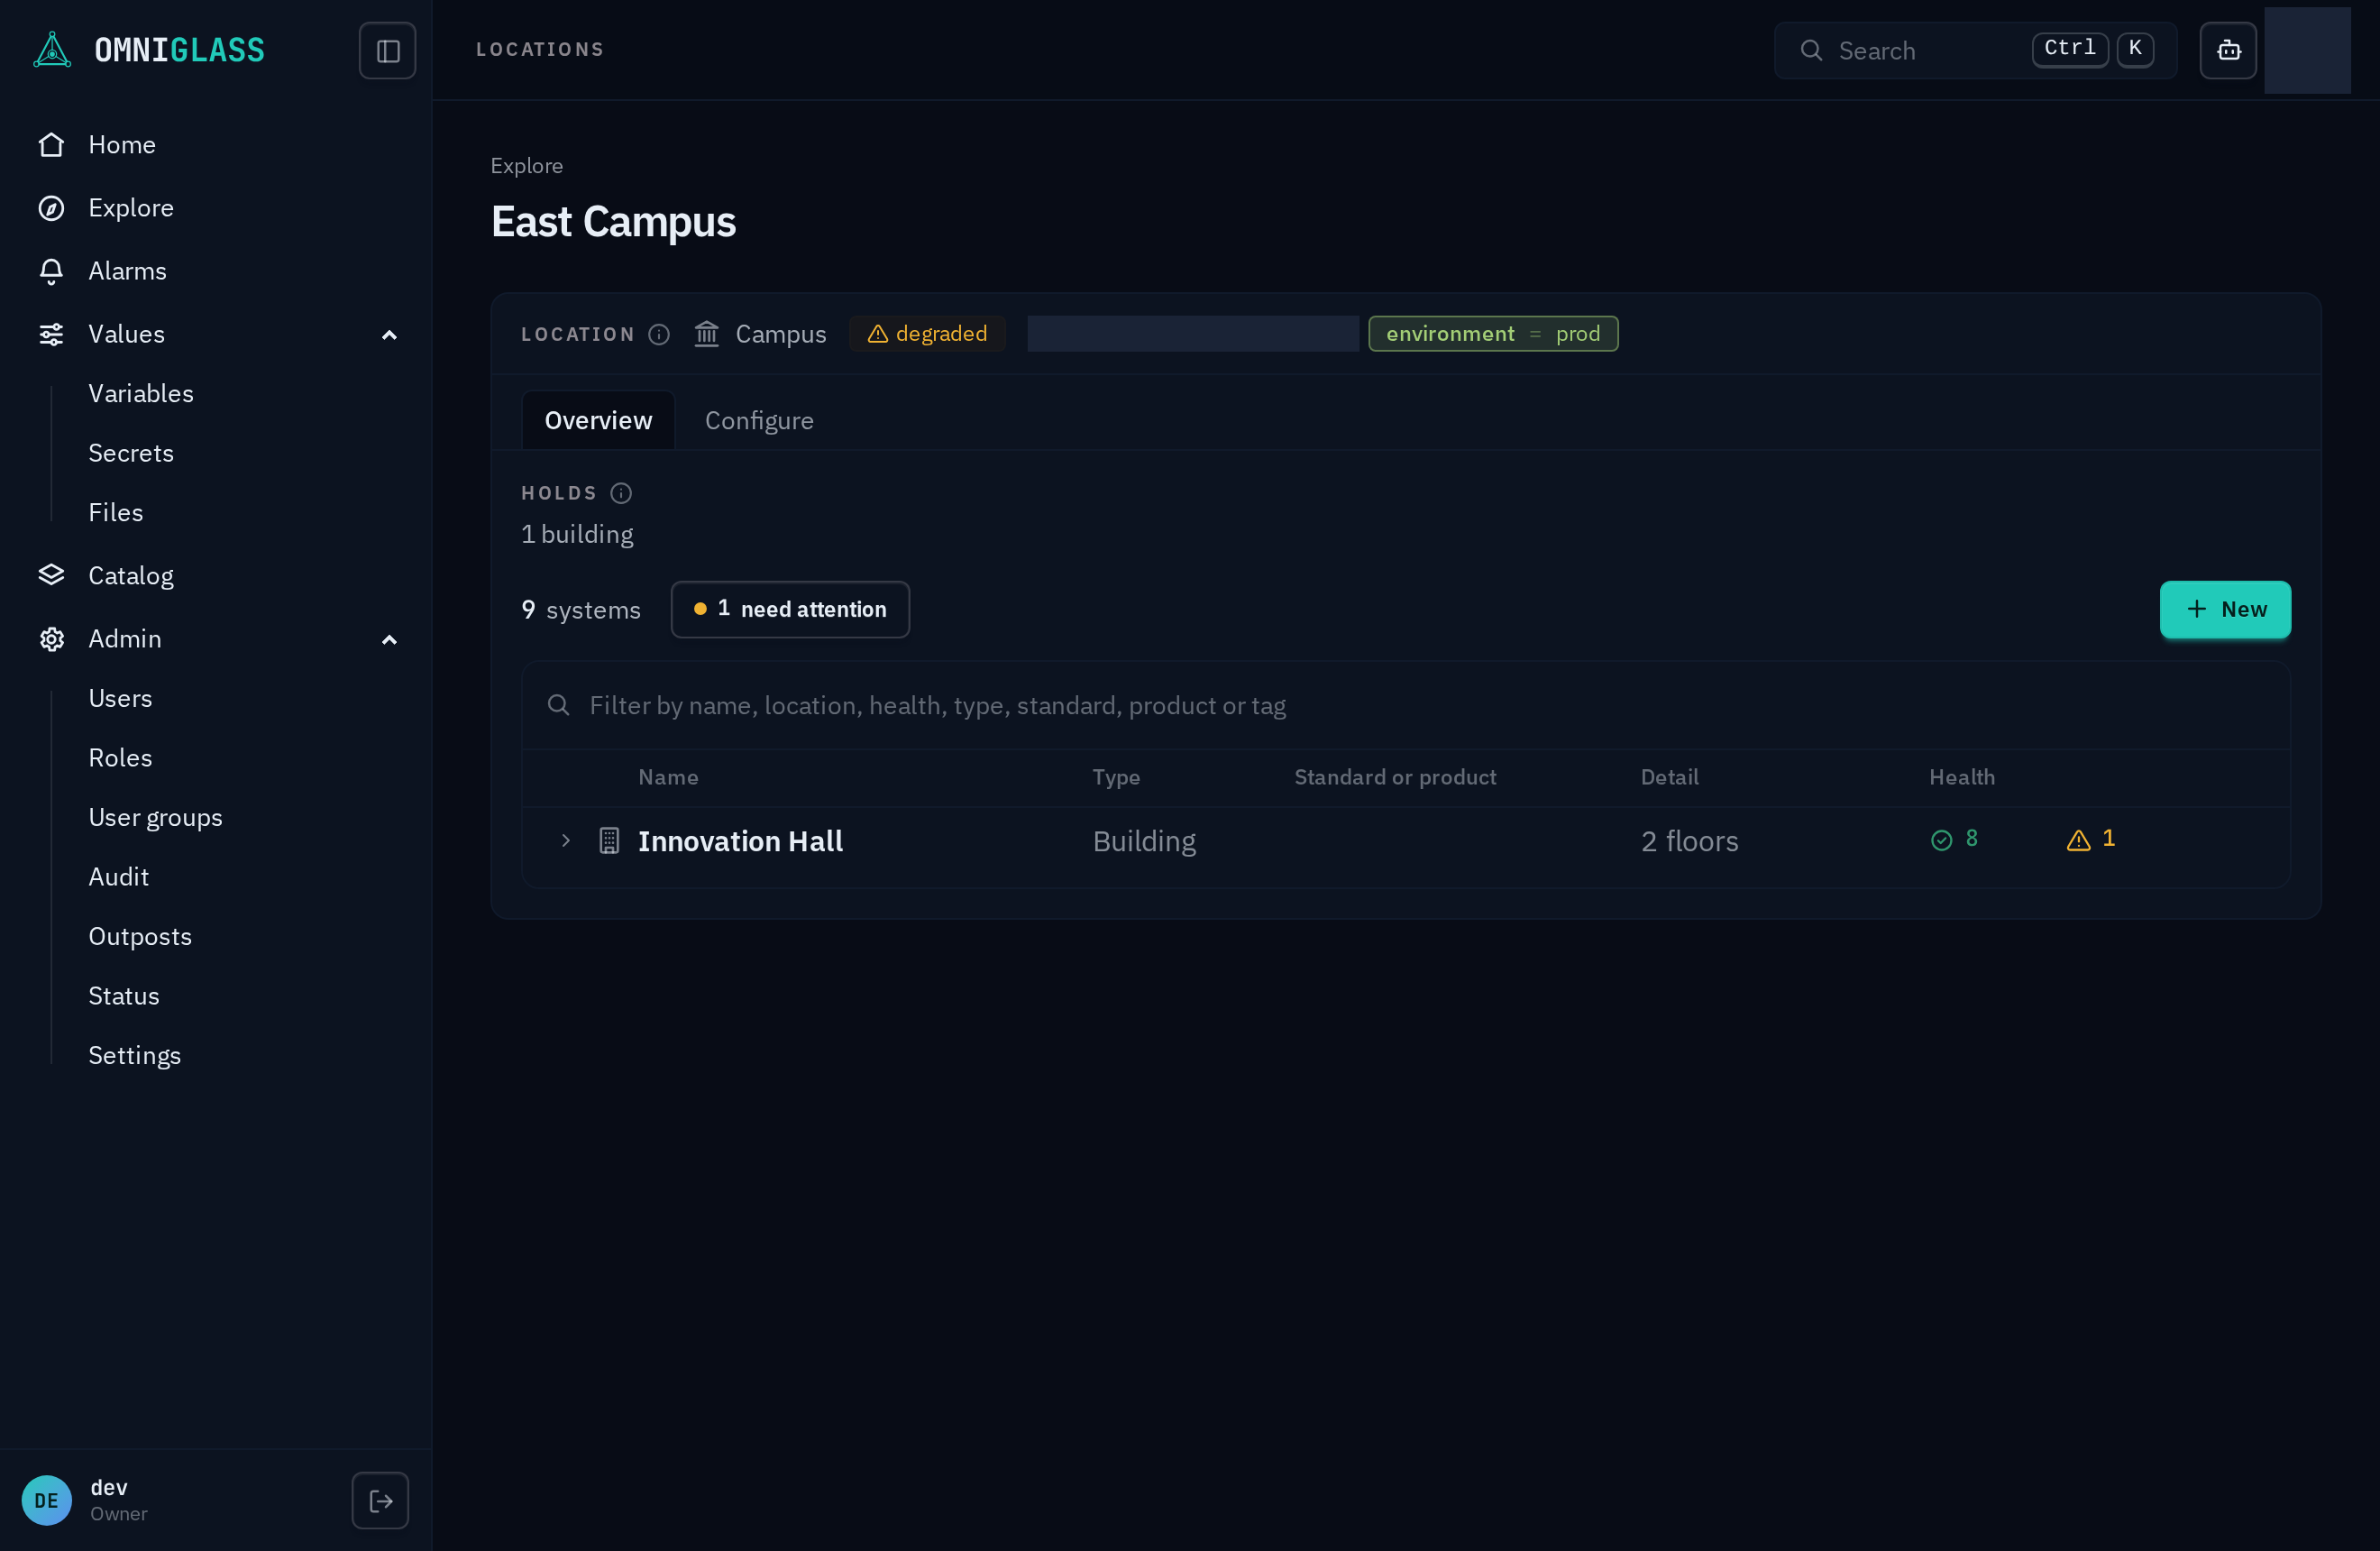 OMNIGLASS
LOCATIONS
Search Ctrl K
Home
Explore
Alarms
Values
Variables
Secrets
Files
Catalog
Admin
Users
Roles
User groups
Audit
Outposts
Status
Settings
DE dev
Owner
Explore
East Campus
LOCATION Campus degraded environment = prod
Overview Configure
HOLDS
1 building
9 systems 1 need attention New
Filter by name, location, health, type, standard, product or tag
Name Type Standard or product Detail Health
Innovation Hall Building 2 floors 8 1